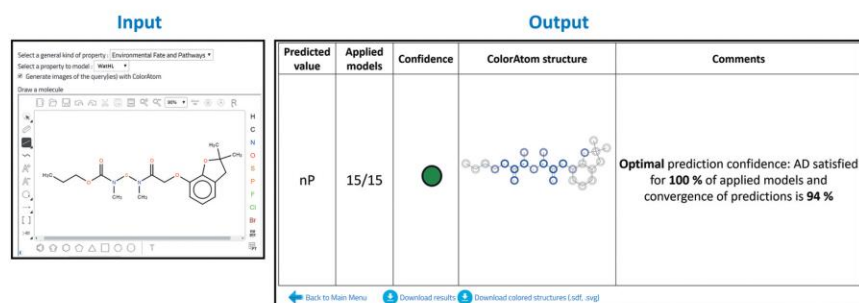 Input
Output
Select a general kind of property : Environmental Fate and Pathways
Select a property to model : WatHL
Generate images of the query(ies) with ColorAtom
Draw a molecule
86%
R
H
C
N
O
S
P
F
Cl
Br
I
T
H₃C
O
O
N
S
N
CH₃
CH₃
O
O
O
H₃C
CH₃
Predicted value
Applied models
Confidence
ColorAtom structure
Comments
nP
15/15
Optimal prediction confidence: AD satisfied
for 100 % of applied models and
convergence of predictions is 94 %
Back to Main Menu
Download results
Download colored structures (.sdf, .svg)